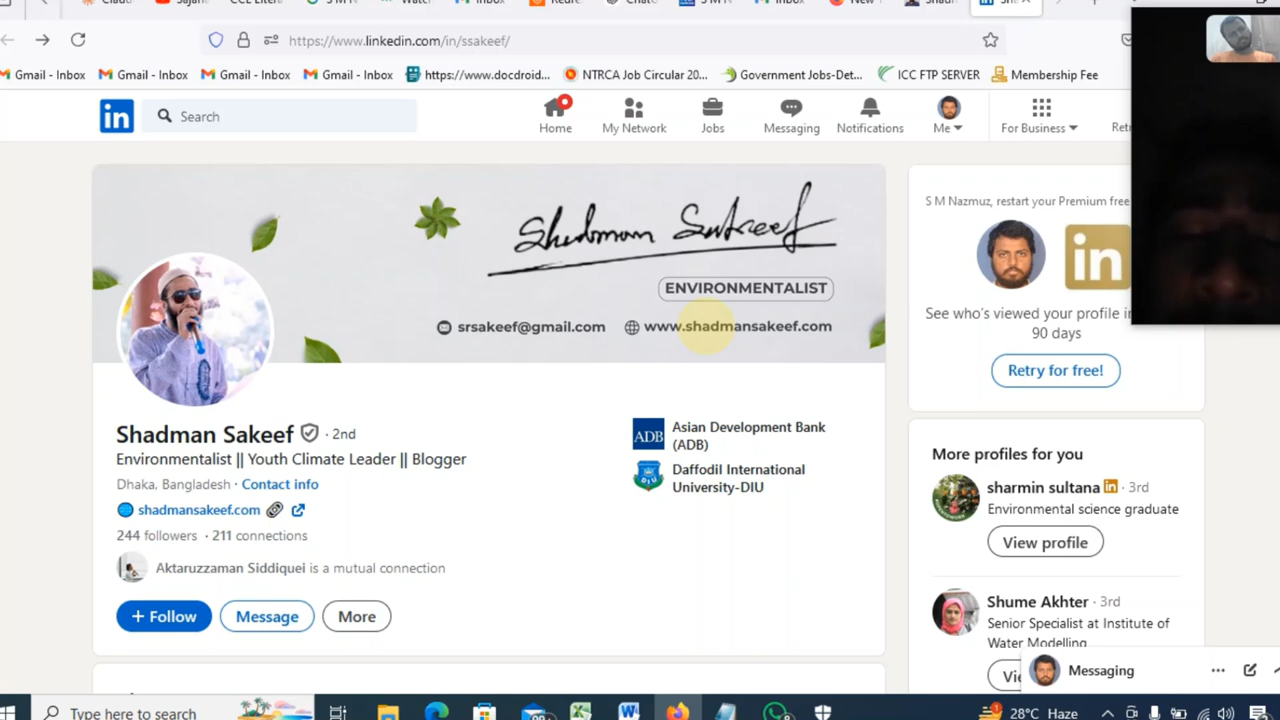 https://www.linkedin.com/in/ssakeef/
Gmail - Inbox
Gmail - Inbox
Gmail - Inbox
Gmail - Inbox
https://www.docdroid...
NTRCA Job Circular 20...
Government Jobs-Det...
ICC FTP SERVER
Membership Fee
in
Search
Home
My Network
Jobs
Messaging
Notifications
Me
For Business
Shadman Sakeef
ENVIRONMENTALIST
srsakeef@gmail.com
www.shadmansakeef.com
Shadman Sakeef · 2nd
Environmentalist || Youth Climate Leader || Blogger
Dhaka, Bangladesh · Contact info
shadmansakeef.com
244 followers · 211 connections
Aktaruzzaman Siddiquei is a mutual connection
+ Follow
Message
More
ADB
Asian Development Bank
(ADB)
DIU
Daffodil International
University-DIU
S M Nazmuz, restart your Premium free
in
See who's viewed your profile in
90 days
Retry for free!
More profiles for you
sharmin sultana in · 3rd
Environmental science graduate
View profile
Shume Akhter · 3rd
Senior Specialist at Institute of
Water Modelling
Messaging
Type here to search
28°C Haze